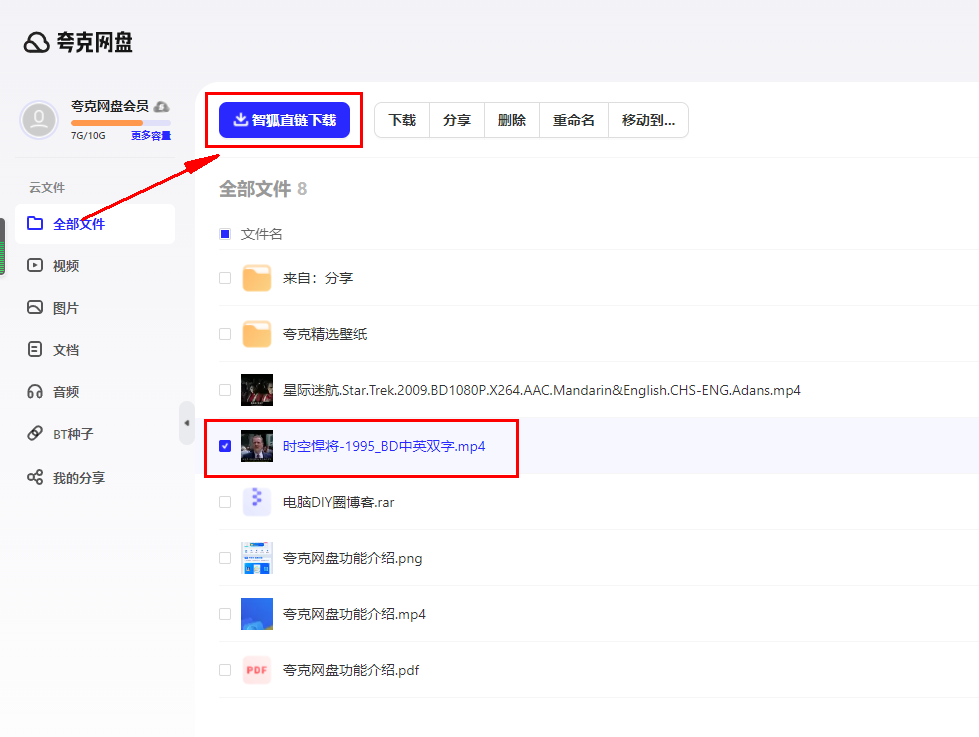 夸克网盘
夸克网盘会员
7G/10G 更多容量
智狐直链下载 下载 分享 删除 重命名 移动到...
云文件
全部文件
视频
图片
文档
音频
BT种子
我的分享
全部文件 8
文件名
来自：分享
夸克精选壁纸
星际迷航.Star.Trek.2009.BD1080P.X264.AAC.Mandarin&English.CHS-ENG.Adans.mp4
时空悍将-1995_BD中英双字.mp4
电脑DIY圈博客.rar
夸克网盘功能介绍.png
夸克网盘功能介绍.mp4
PDF 夸克网盘功能介绍.pdf